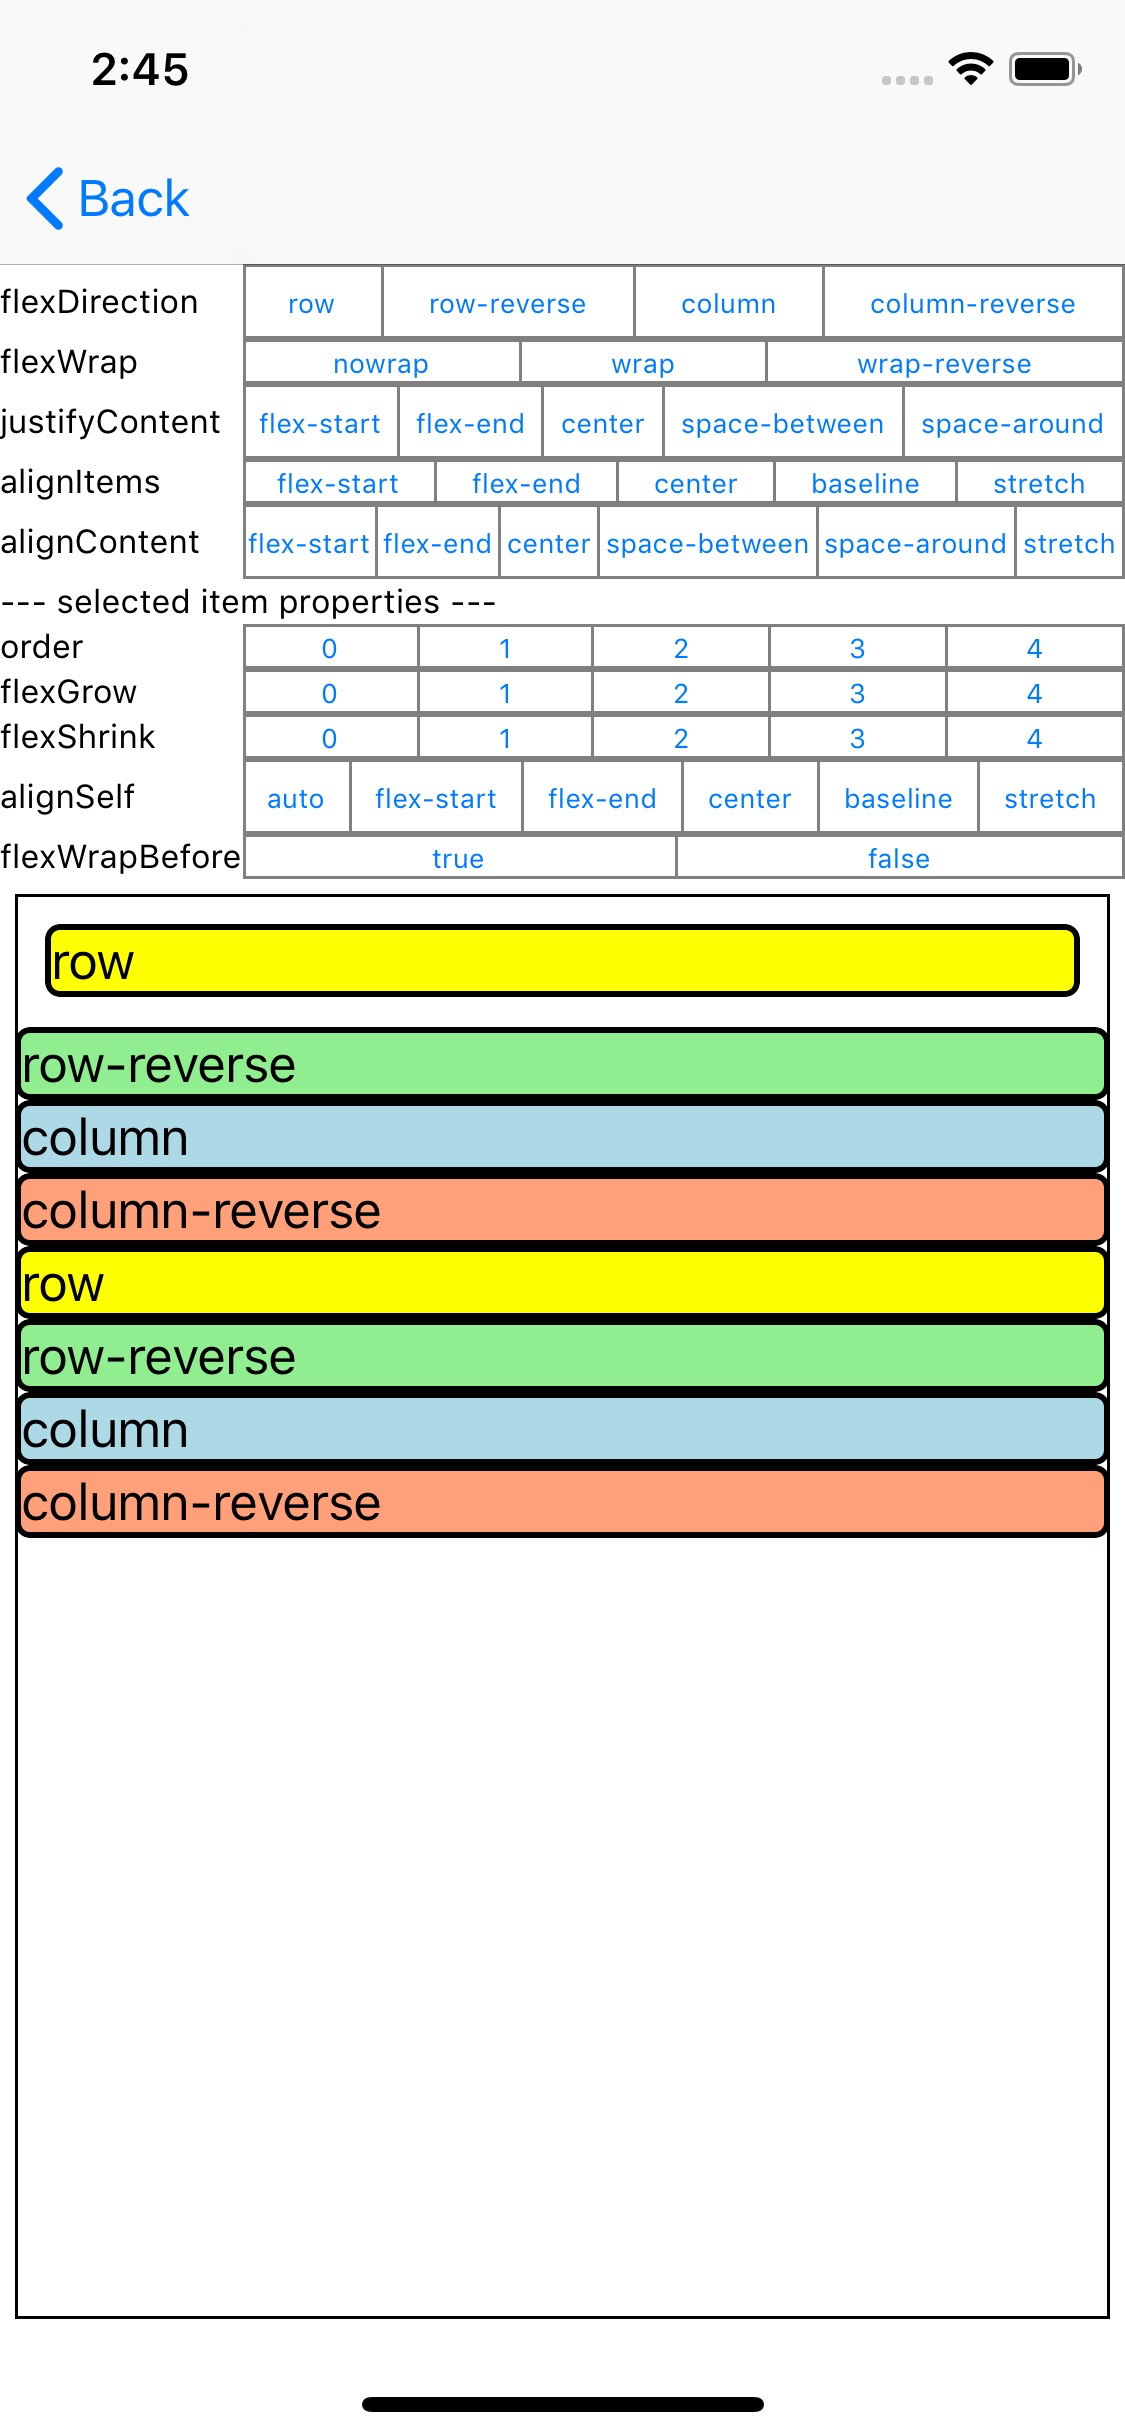 2:45
Back
flexDirection row row-reverse column column-reverse
flexWrap nowrap wrap wrap-reverse
justifyContent flex-start flex-end center space-between space-around
alignItems flex-start flex-end center baseline stretch
alignContent flex-start flex-end center space-between space-around stretch
--- selected item properties ---
order 0 1 2 3 4
flexGrow 0 1 2 3 4
flexShrink 0 1 2 3 4
alignSelf auto flex-start flex-end center baseline stretch
flexWrapBefore true false
row
row-reverse
column
column-reverse
row
row-reverse
column
column-reverse